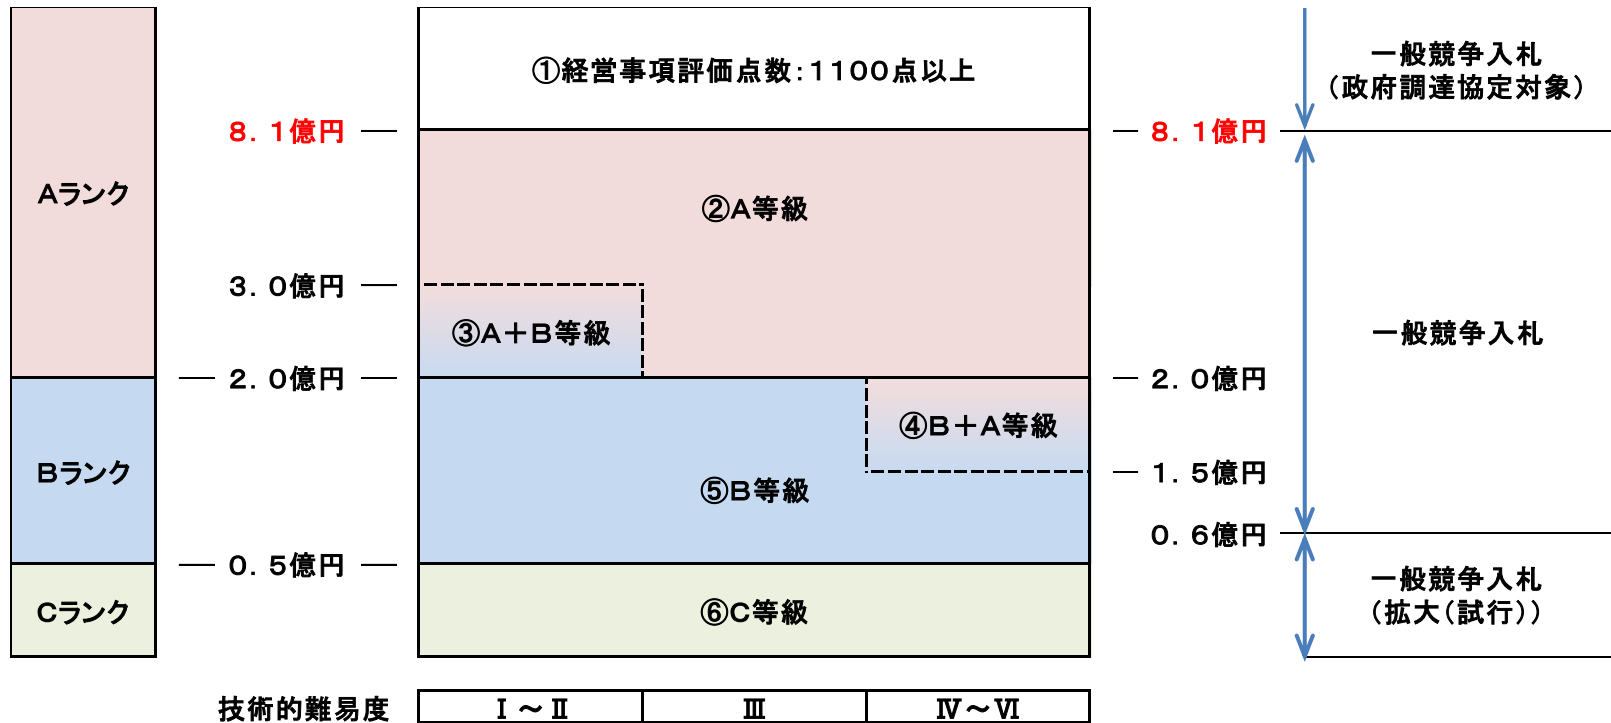 ①経営事項評価点数：１１００点以上
一般競争入札
（政府調達協定対象）
８．１億円
８．１億円
Ａランク
②Ａ等級
３．０億円
③Ａ＋Ｂ等級
一般競争入札
２．０億円
２．０億円
④Ｂ＋Ａ等級
Ｂランク
１．５億円
⑤Ｂ等級
０．６億円
０．５億円
一般競争入札
（拡大（試行））
Ｃランク
⑥Ｃ等級
技術的難易度
Ⅰ～Ⅱ
Ⅲ
Ⅳ～Ⅵ